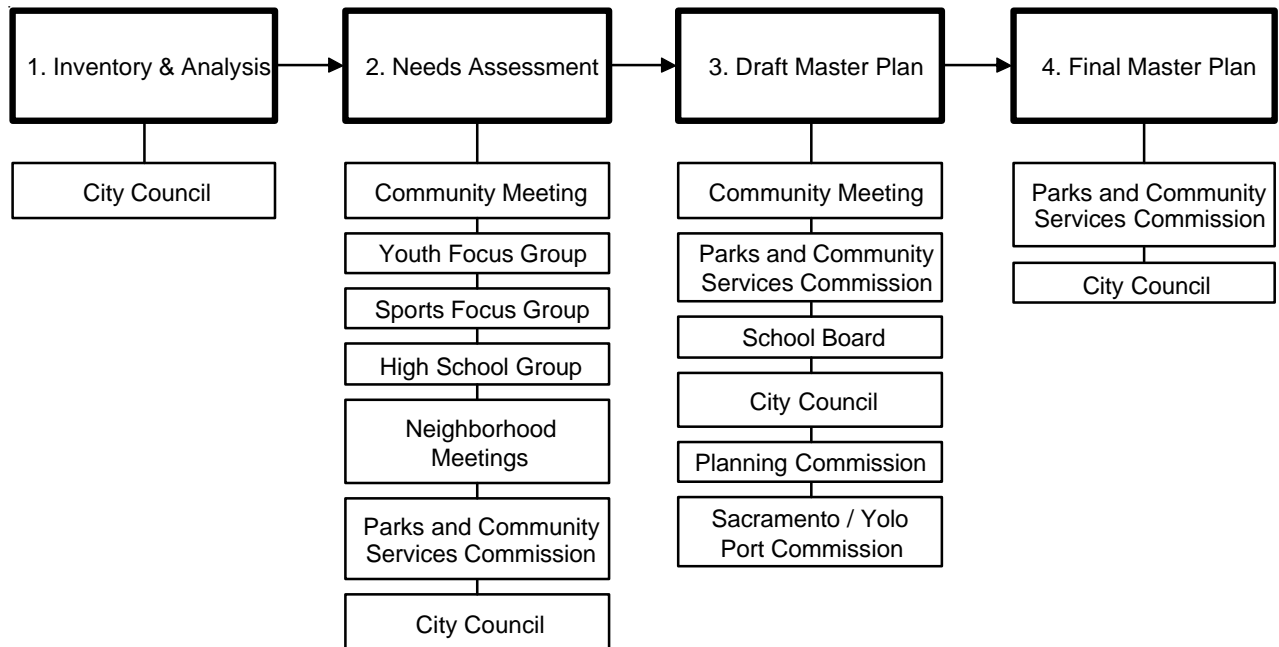 1. Inventory & Analysis
2. Needs Assessment
3. Draft Master Plan
4. Final Master Plan
City Council
Community Meeting
Youth Focus Group
Sports Focus Group
High School Group
Neighborhood
Meetings
Parks and Community
Services Commission
City Council
Community Meeting
Parks and Community
Services Commission
School Board
City Council
Planning Commission
Sacramento / Yolo
Port Commission
Parks and Community
Services Commission
City Council